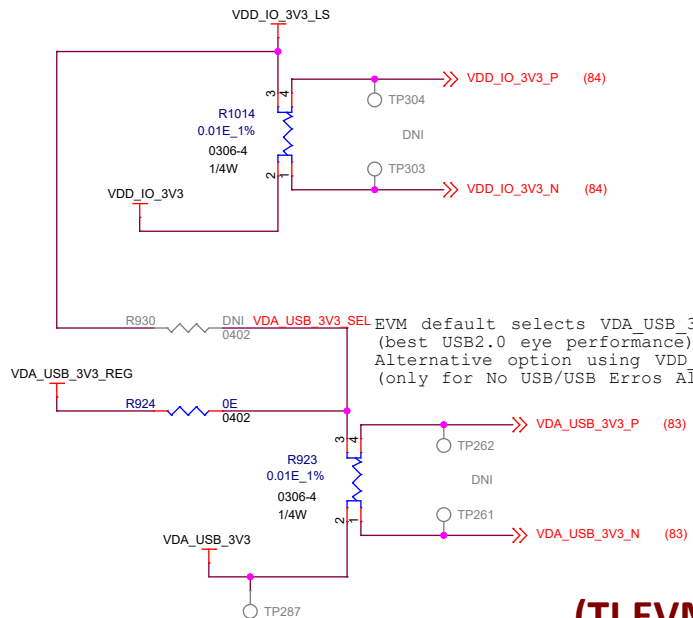 VDD_IO_3V3_LS
3
4
R1014
0.01E_1%
0306-4
1/4W
2
1
VDD_IO_3V3_P (84)
TP304
DNI
TP303
VDD_IO_3V3_N (84)
VDD_IO_3V3
R930
DNI
0402
VDA_USB_3V3_SEL
EVM default selects VDA_USB_3
(best USB2.0 eye performance)
Alternative option using VDD_
(only for No USB/USB Erros Al
VDA_USB_3V3_REG
R924
0E
0402
3
4
R923
0.01E_1%
0306-4
1/4W
2
1
VDA_USB_3V3_P (83)
TP262
DNI
TP261
VDA_USB_3V3_N (83)
VDA_USB_3V3
TP287